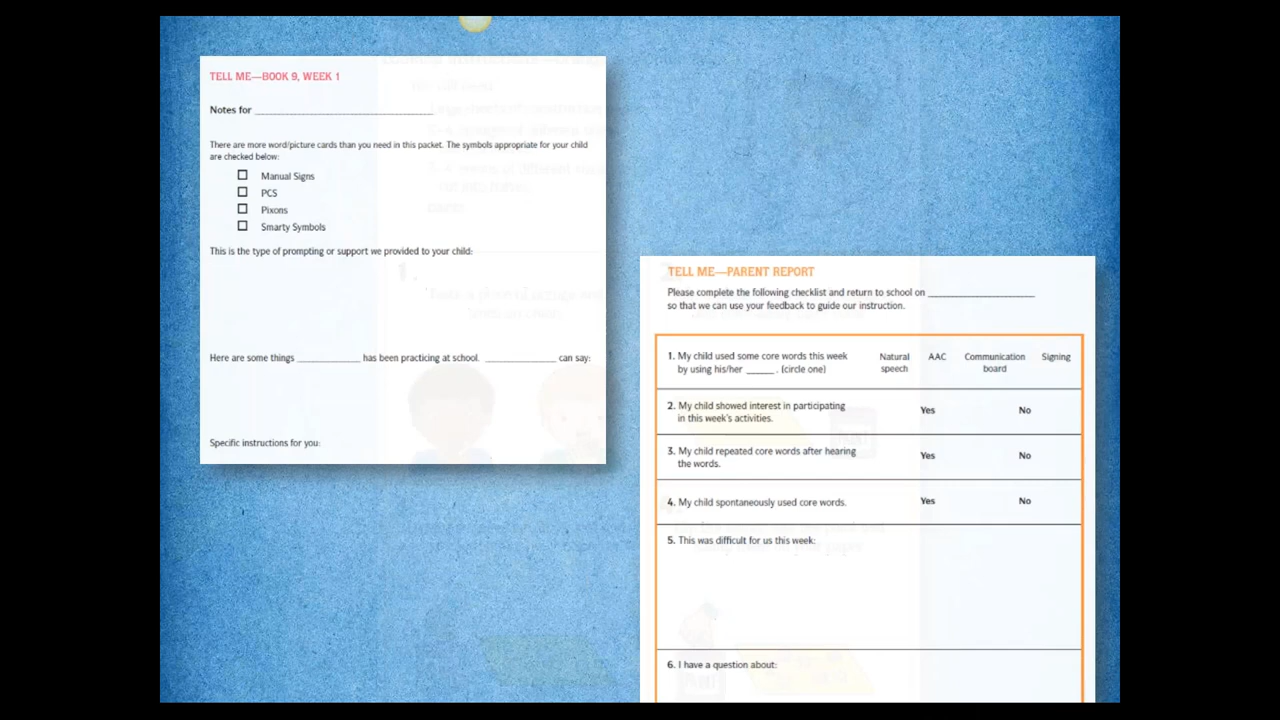 TELL ME—BOOK 9, WEEK 1
Notes for ______________________________
There are more word/picture cards than you need in this packet. The symbols appropriate for your child
are checked below:
☐ Manual Signs
☐ PCS
☐ Pixons
☐ Smarty Symbols
This is the type of prompting or support we provided to your child:
Here are some things ____________ has been practicing at school. ______________ can say:
Specific instructions for you:
TELL ME—PARENT REPORT
Please complete the following checklist and return to school on ____________________
so that we can use your feedback to guide our instruction.
1. My child used some core words this week
by using his/her _____ . (circle one)
Natural speech
AAC
Communication board
Signing
2. My child showed interest in participating
in this week's activities.
Yes No
3. My child repeated core words after hearing
the words.
Yes No
4. My child spontaneously used core words. Yes No
5. This was difficult for us this week:
6. I have a question about: